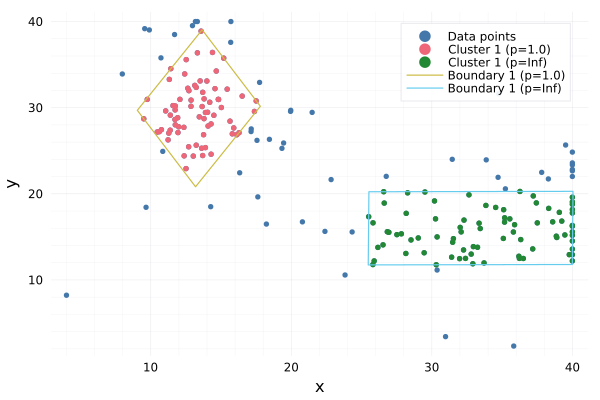 40
30
20
10
y
10
20
30
40
x
Data points
Cluster 1 (p=1.0)
Cluster 1 (p=Inf)
Boundary 1 (p=1.0)
Boundary 1 (p=Inf)